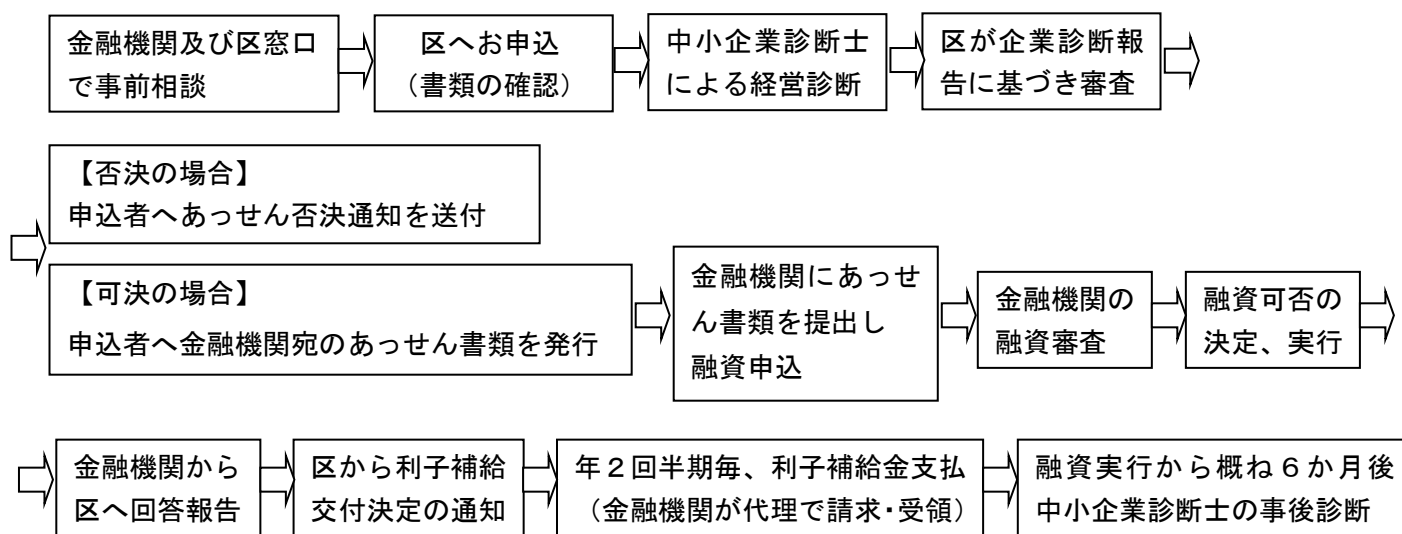 金融機関及び区窓口
で事前相談
区へお申込
（書類の確認）
中小企業診断士
による経営診断
区が企業診断報
告に基づき審査
【否決の場合】
申込者へあっせん否決通知を送付
【可決の場合】
申込者へ金融機関宛のあっせん書類を発行
金融機関にあっせ
ん書類を提出し
融資申込
金融機関の
融資審査
融資可否の
決定、実行
金融機関から
区へ回答報告
区から利子補給
交付決定の通知
年２回半期毎、利子補給金支払
（金融機関が代理で請求・受領）
融資実行から概ね６か月後
中小企業診断士の事後診断